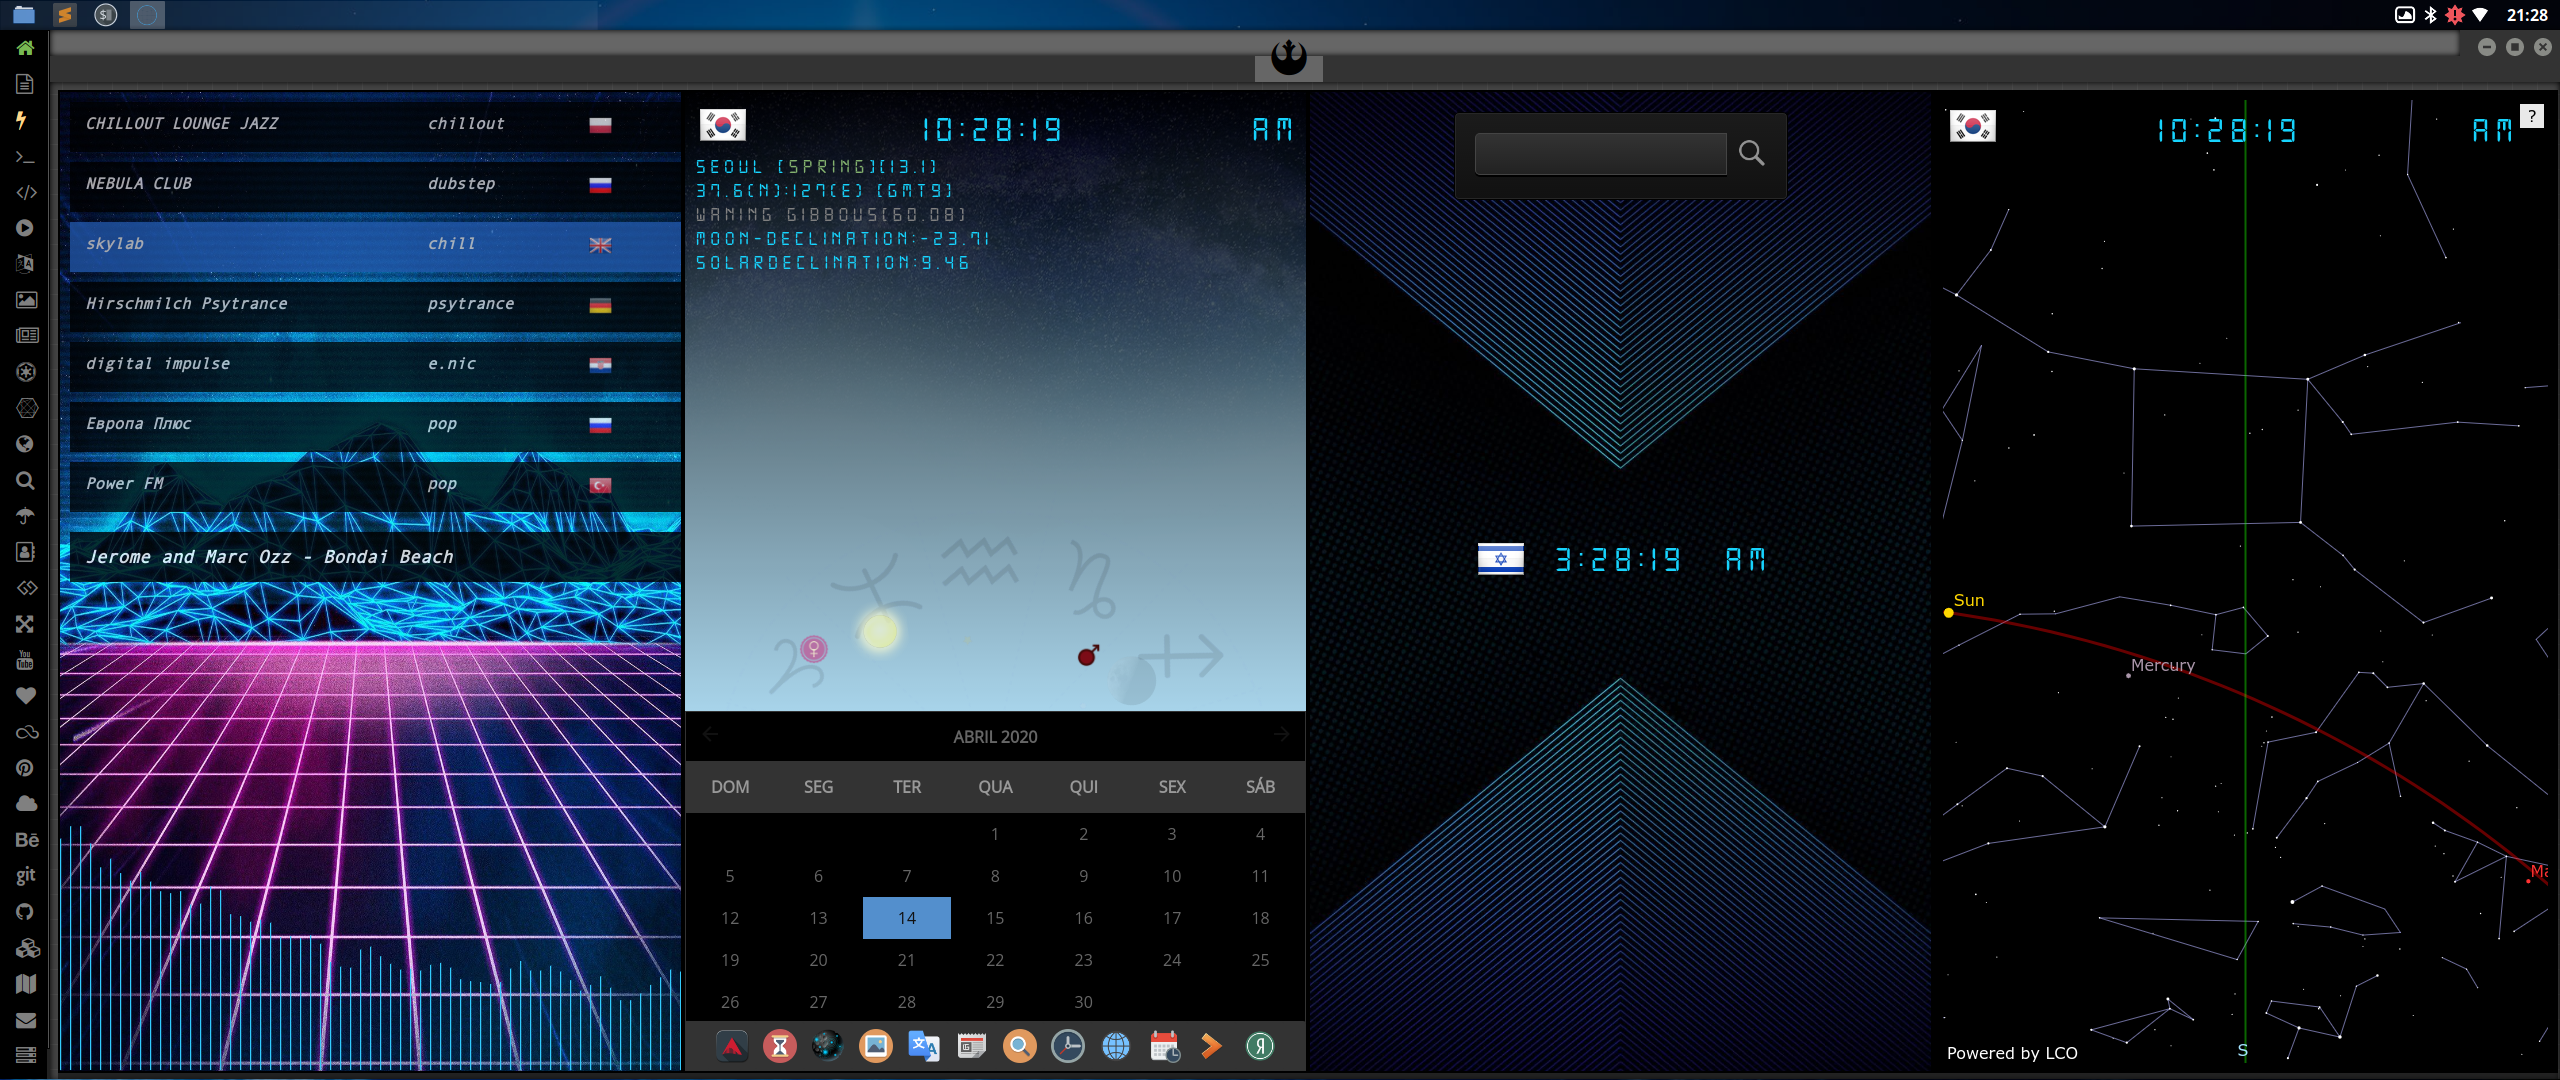 21:28
CHILLOUT LOUNGE JAZZ chillout
NEBULA CLUB dubstep
skylab chill
Hirschmilch Psytrance psytrance
digital impulse e.nic
Европа Плюс pop
Power FM pop
Jerome and Marc Ozz - Bondai Beach
You
Tube
Bē
git
10:28:19 AM
SEOUL [SPRING][13.1]
37.6(N):127(E) [GMT9]
WANING GIBBOUS[60.08]
MOON-DECLINATION:-23.71
SOLARDECLINATION:9.46
ABRIL 2020
DOM SEG TER QUA QUI SEX SÁB
1 2 3 4
5 6 7 8 9 10 11
12 13 14 15 16 17 18
19 20 21 22 23 24 25
26 27 28 29 30
3:28:19 AM
10:28:19 AM
?
Sun
Mercury
Ma
S
Powered by LCO